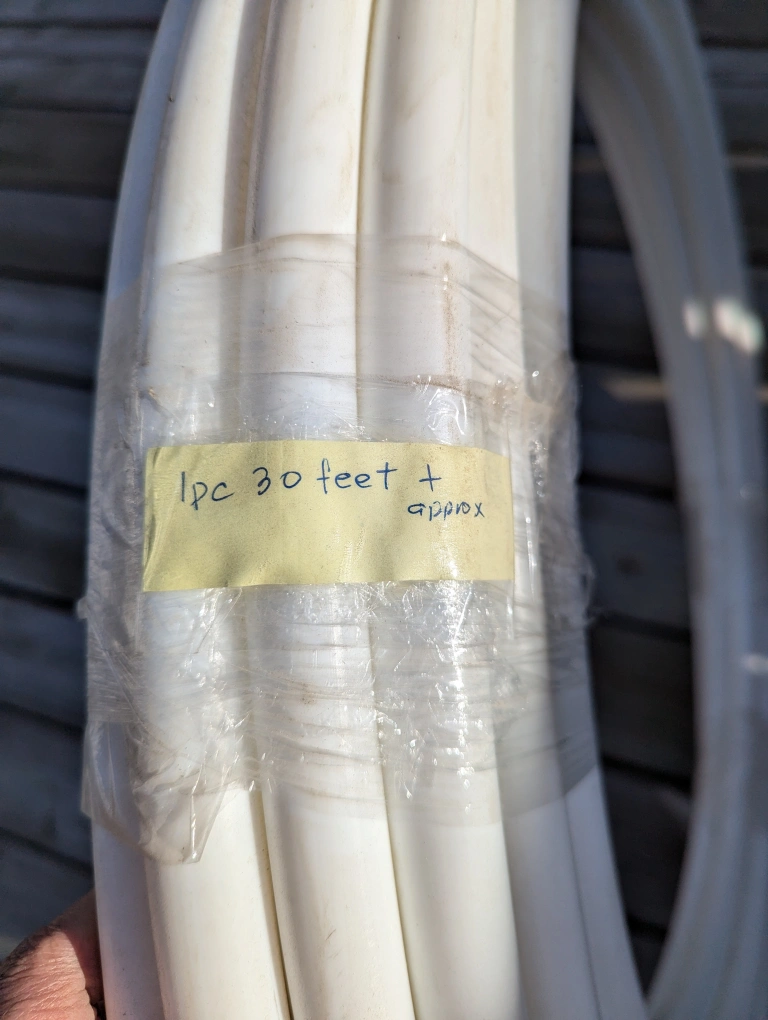 1pc 30 feet +
approx